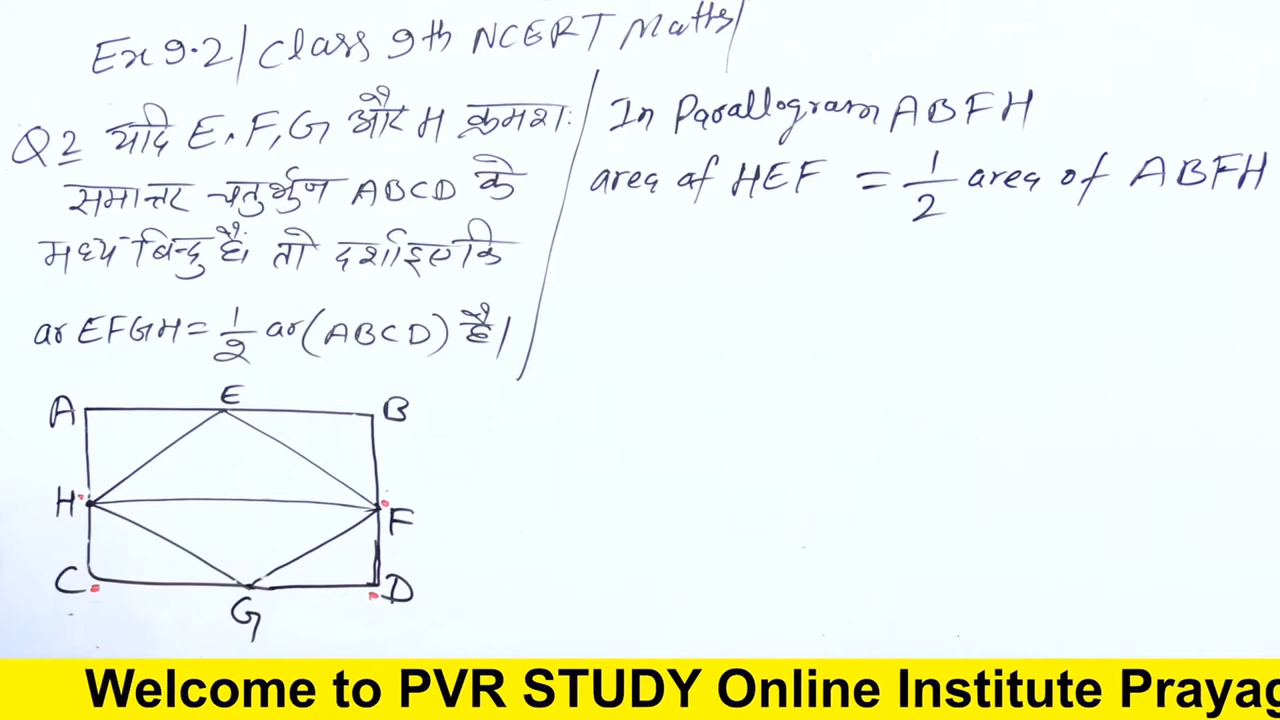 Ex 9.2 | Class 9th NCERT Maths |
Q2 यदि E, F, G और H क्रमशः
समान्तर चतुर्भुज ABCD के
मध्य बिन्दु हैं। तो दर्शाइए कि
ar EFGH = 1/2 ar (ABCD) है।
In Parallogram ABFH
area of HEF = 1/2 area of ABFH
A E B
H F
C G D
Welcome to PVR STUDY Online Institute Prayag